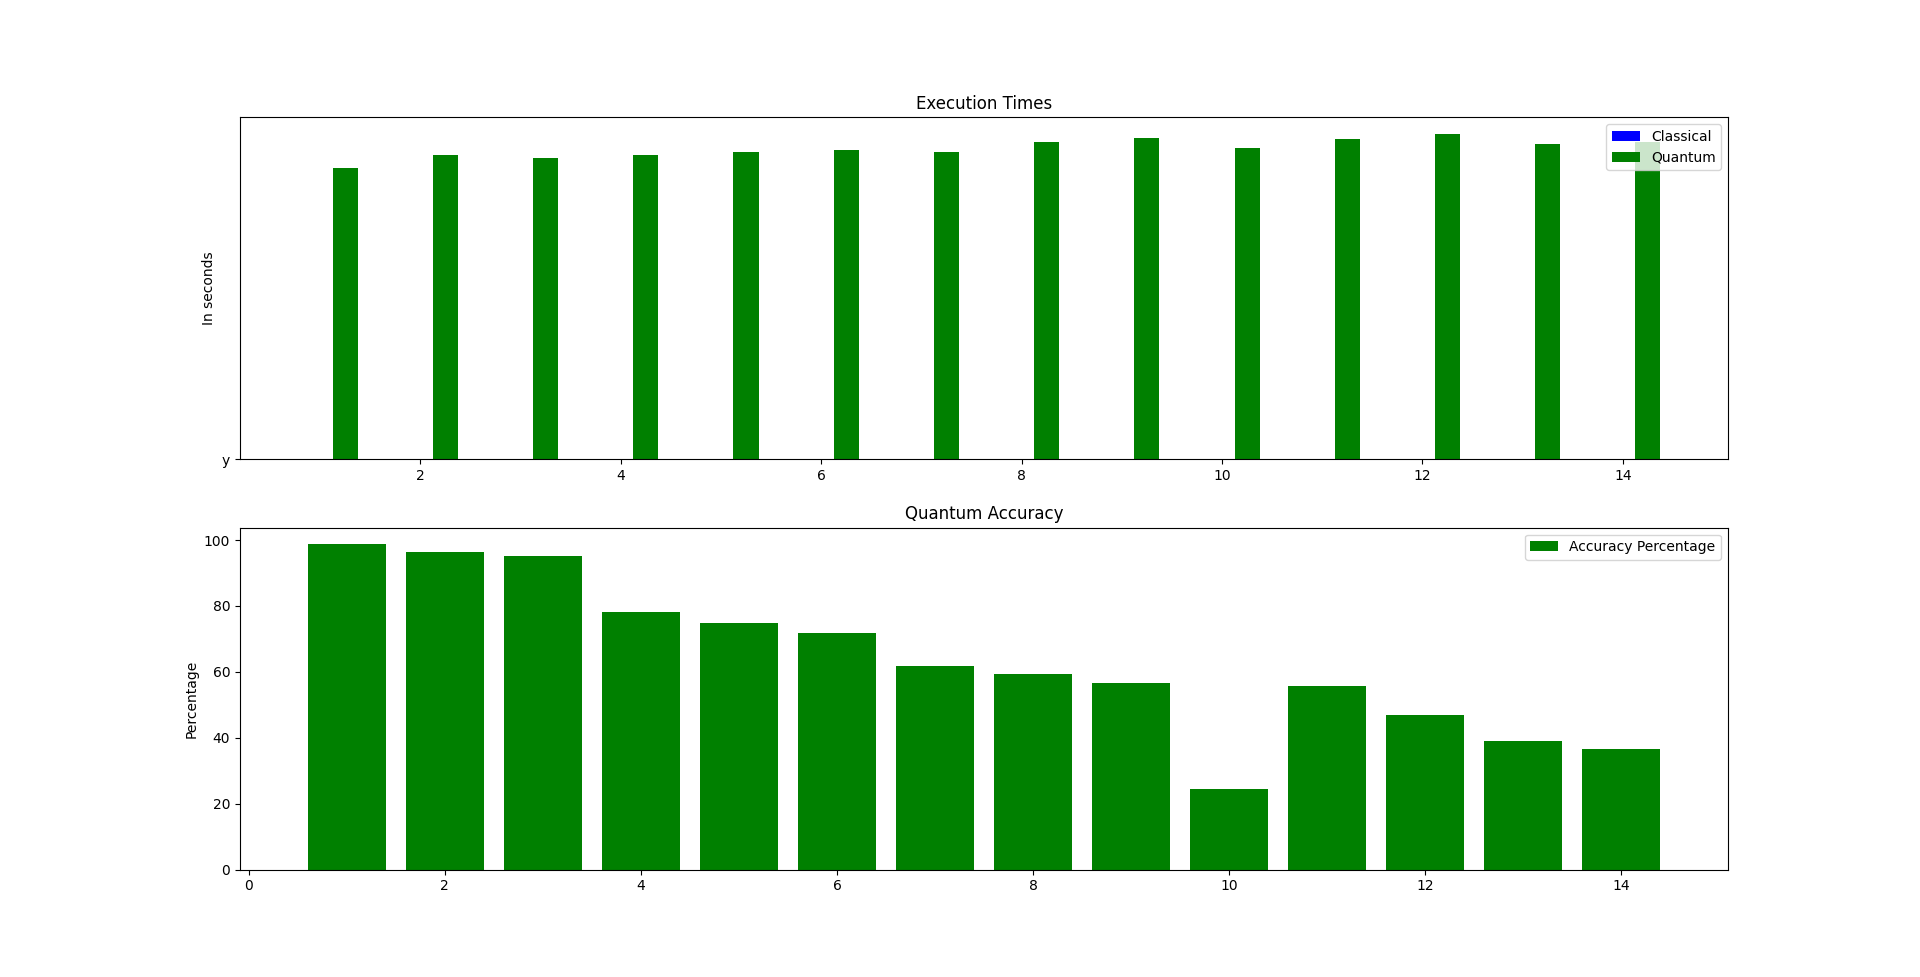 Execution Times
Classical
Quantum
In seconds
y
2 4 6 8 10 12 14
Quantum Accuracy
Accuracy Percentage
Percentage
100
80
60
40
20
0
0 2 4 6 8 10 12 14